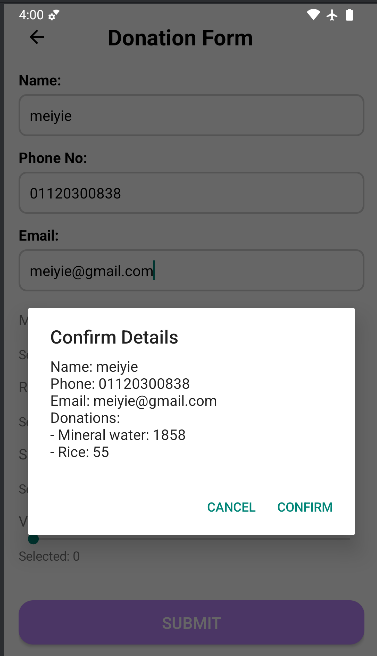 4:00
Donation Form
Name:
meiyie
Phone No:
01120300838
Email:
meiyie@gmail.com
M
Se
R
Se
S
Se
V
Confirm Details
Name: meiyie
Phone: 01120300838
Email: meiyie@gmail.com
Donations:
- Mineral water: 1858
- Rice: 55
CANCEL CONFIRM
Selected: 0
SUBMIT